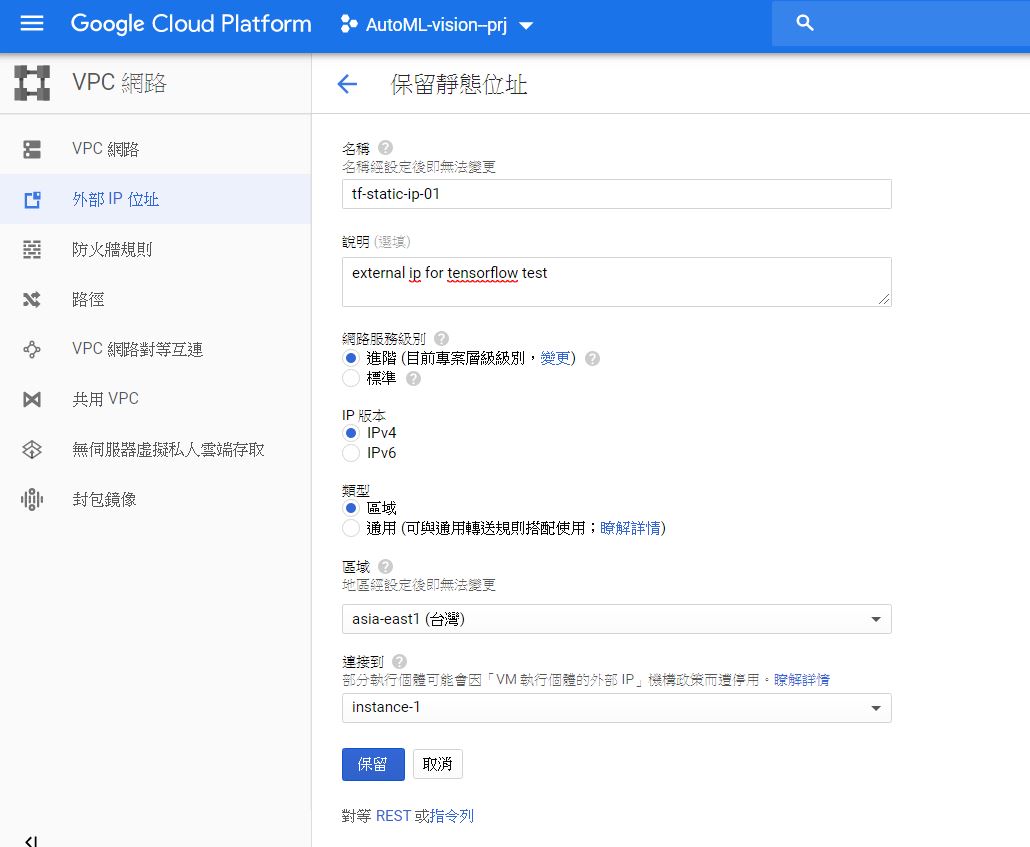 Google Cloud Platform
AutoML-vision--prj
VPC 網路
保留靜態位址
VPC 網路
外部 IP 位址
防火牆規則
路徑
VPC 網路對等互連
共用 VPC
無伺服器虛擬私人雲端存取
封包鏡像
名稱
名稱經設定後即無法變更
tf-static-ip-01
說明 (選填)
external ip for tensorflow test
網路服務級別
進階 (目前專案層級級別，變更)
標準
IP 版本
IPv4
IPv6
類型
區域
通用 (可與通用轉送規則搭配使用；瞭解詳情)
區域
地區經設定後即無法變更
asia-east1 (台灣)
連接到
部分執行個體可能會因「VM 執行個體的外部 IP」機構政策而遭停用。瞭解詳情
instance-1
保留
取消
對等 REST 或指令列